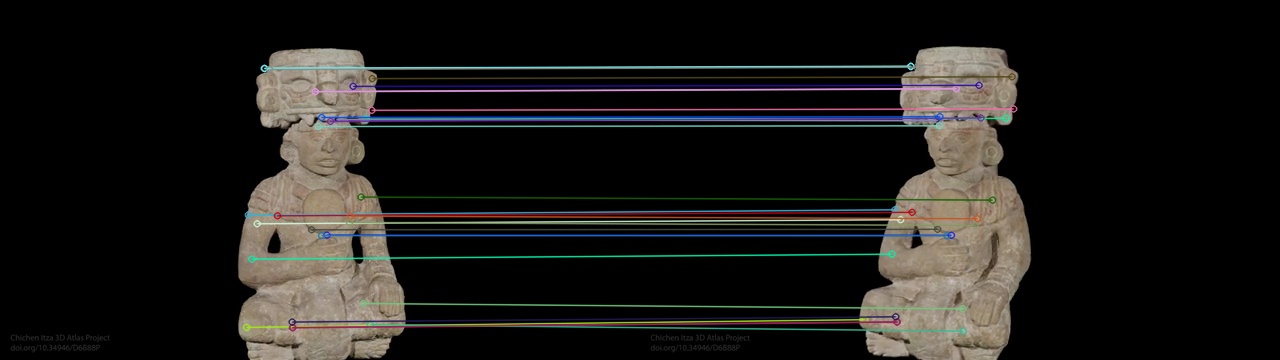 Chichen Itza 3D Atlas Project
doi.org/10.34946/D6B88P
Chichen Itza 3D Atlas Project
doi.org/10.34946/D6B88P